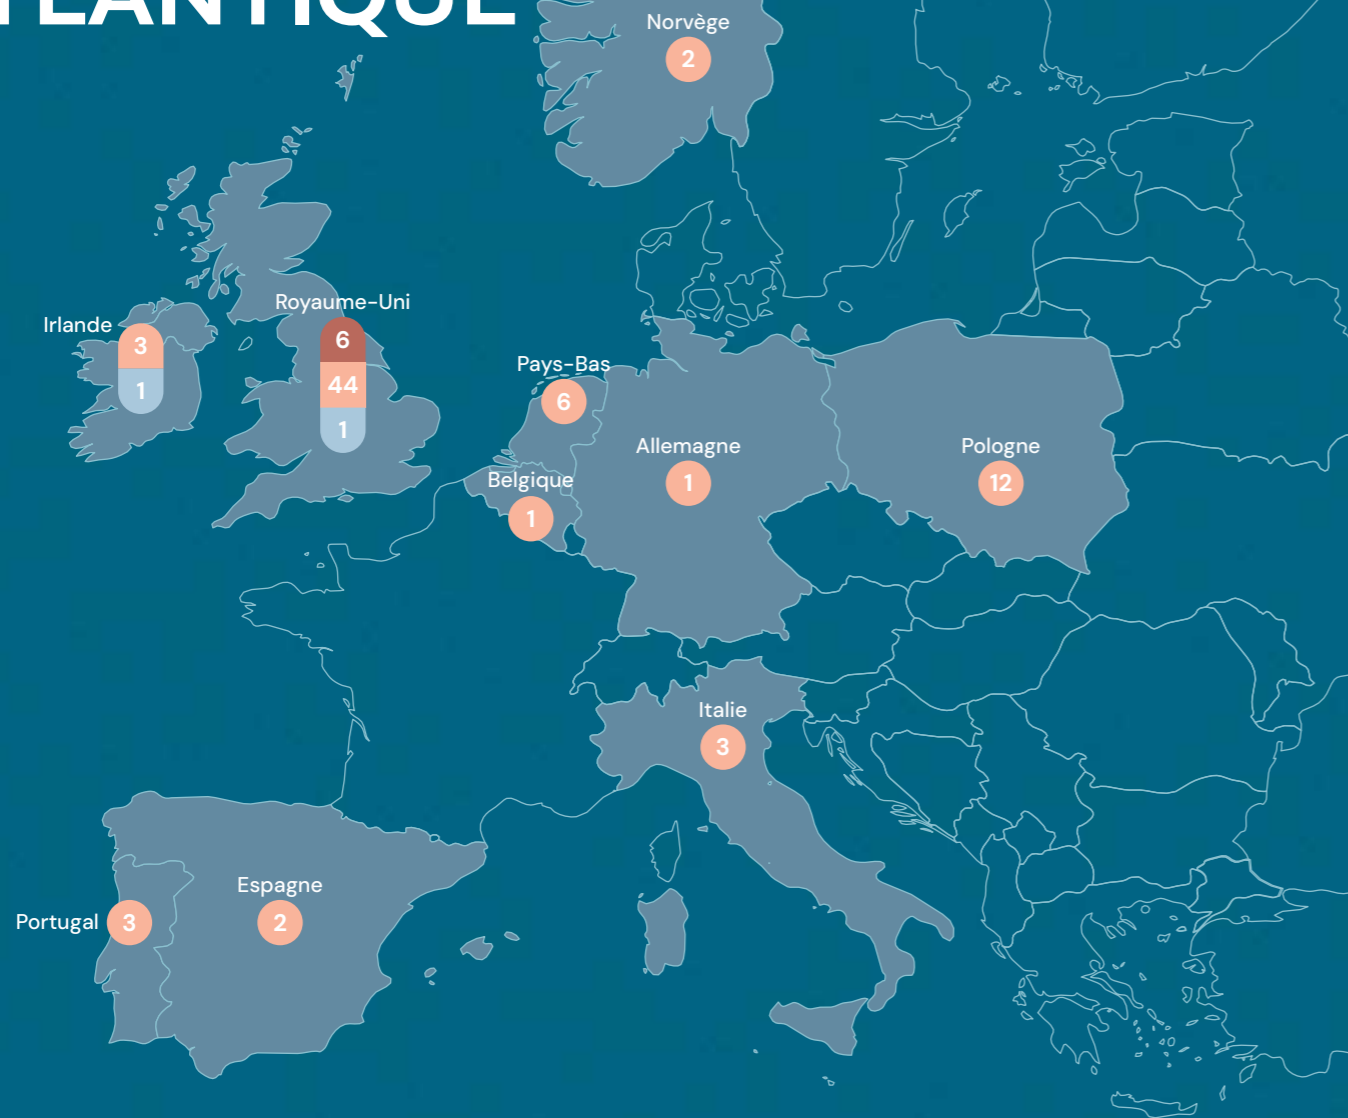 TLANTIQUE
Norvège
2
Royaume-Uni
6
44
1
Irlande
3
1
Pays-Bas
6
Allemagne
1
Pologne
12
Belgique
1
Italie
3
Espagne
2
Portugal
3